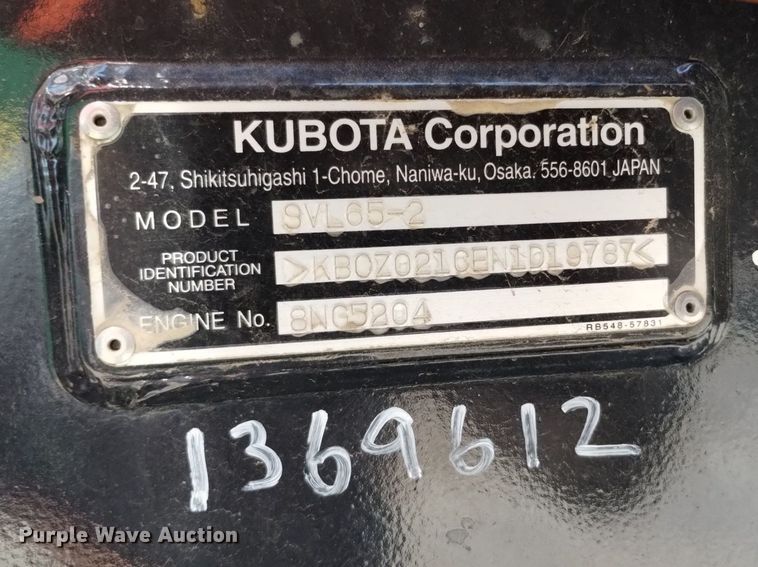 KUBOTA Corporation
2-47, Shikitsuhigashi 1-Chome, Naniwa-ku, Osaka. 556-8601 JAPAN
MODEL SVL65-2
PRODUCT
IDENTIFICATION
NUMBER >KBCZ021CEN1D19787<
ENGINE No. 8NG5204
RB548-57831
1369612
Purple Wave Auction